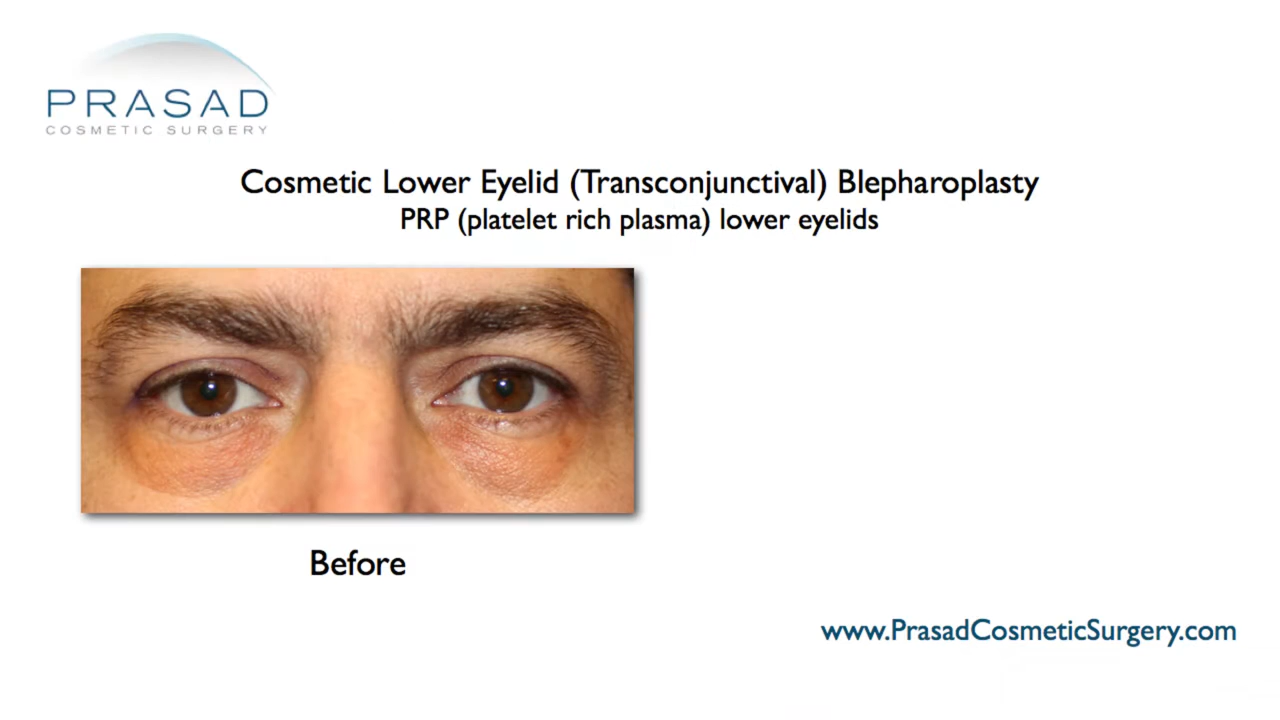 PRASAD
COSMETIC SURGERY
Cosmetic Lower Eyelid (Transconjunctival) Blepharoplasty
PRP (platelet rich plasma) lower eyelids
Before
www.PrasadCosmeticSurgery.com